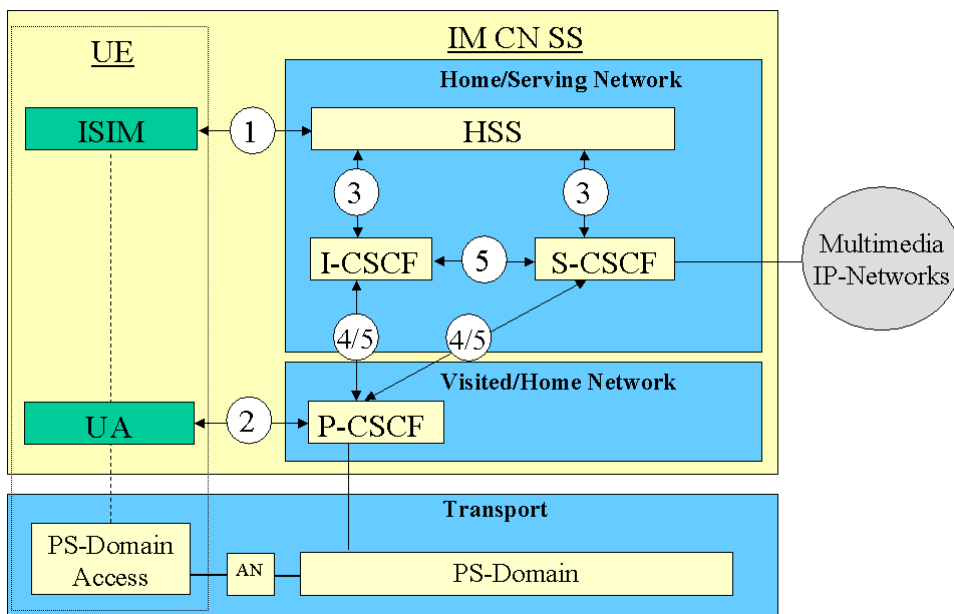 UE
IM CN SS
Home/Serving Network
ISIM
1
HSS
3
3
I-CSCF
5
S-CSCF
Multimedia
IP-Networks
4/5
4/5
Visited/Home Network
UA
2
P-CSCF
Transport
PS-Domain
Access
AN
PS-Domain